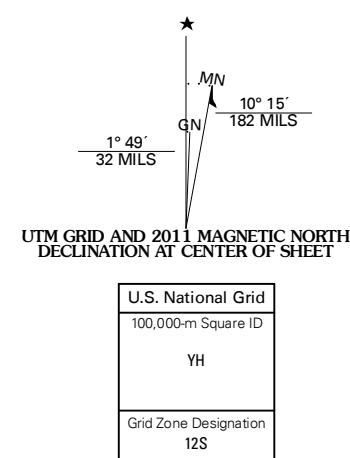 ★
MN
GN
10° 15´
182 MILS
1° 49´
32 MILS
UTM GRID AND 2011 MAGNETIC NORTH
DECLINATION AT CENTER OF SHEET
U.S. National Grid
100,000-m Square ID
YH
Grid Zone Designation
12S